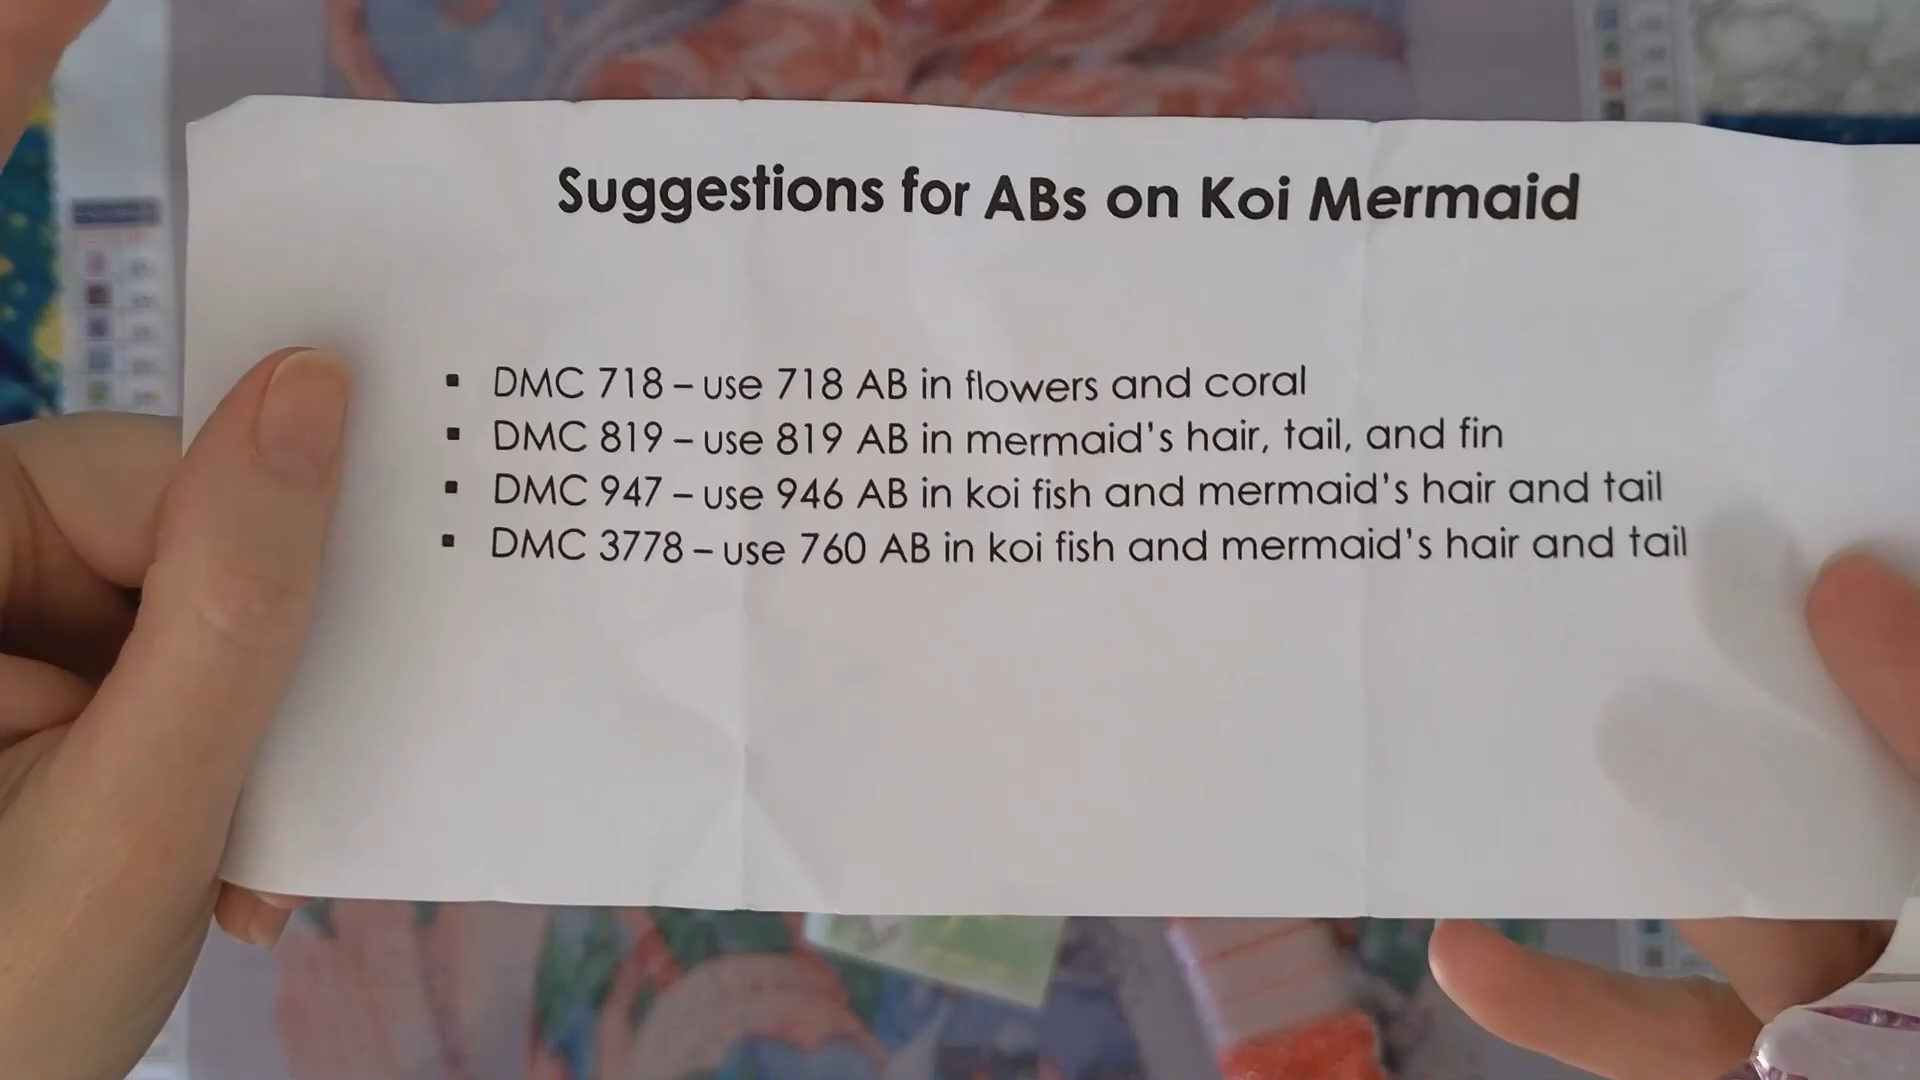 Suggestions for ABs on Koi Mermaid
▪ DMC 718 – use 718 AB in flowers and coral
▪ DMC 819 – use 819 AB in mermaid's hair, tail, and fin
▪ DMC 947 – use 946 AB in koi fish and mermaid's hair and tail
▪ DMC 3778 – use 760 AB in koi fish and mermaid's hair and tail